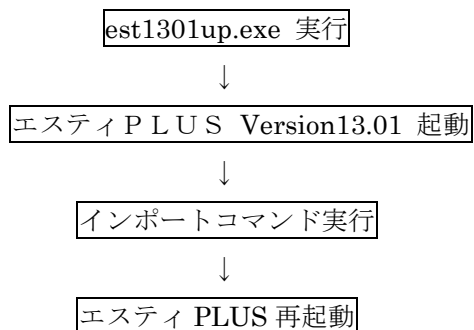 est1301up.exe 実行
↓
エスティＰＬＵＳ Version13.01 起動
↓
インポートコマンド実行
↓
エスティ PLUS 再起動